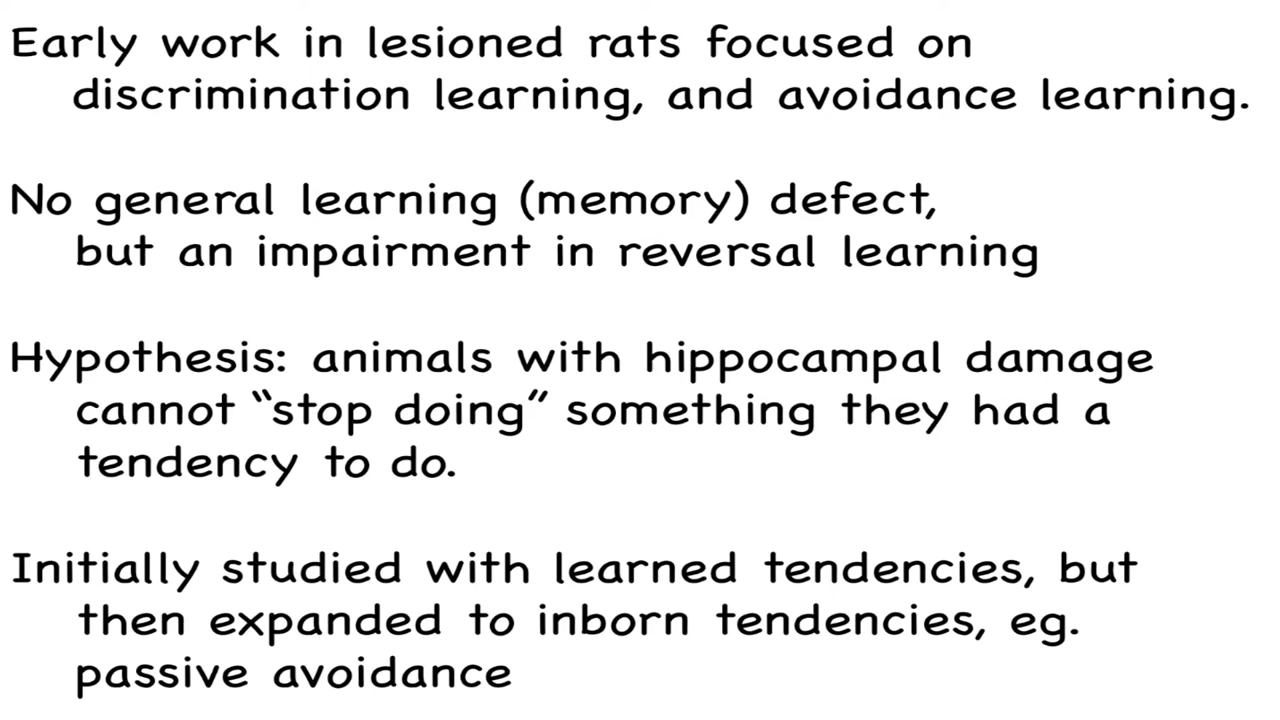 Early work in lesioned rats focused on
discrimination learning, and avoidance learning.
No general learning (memory) defect,
but an impairment in reversal learning
Hypothesis: animals with hippocampal damage
cannot “stop doing” something they had a
tendency to do.
Initially studied with learned tendencies, but
then expanded to inborn tendencies, eg.
passive avoidance